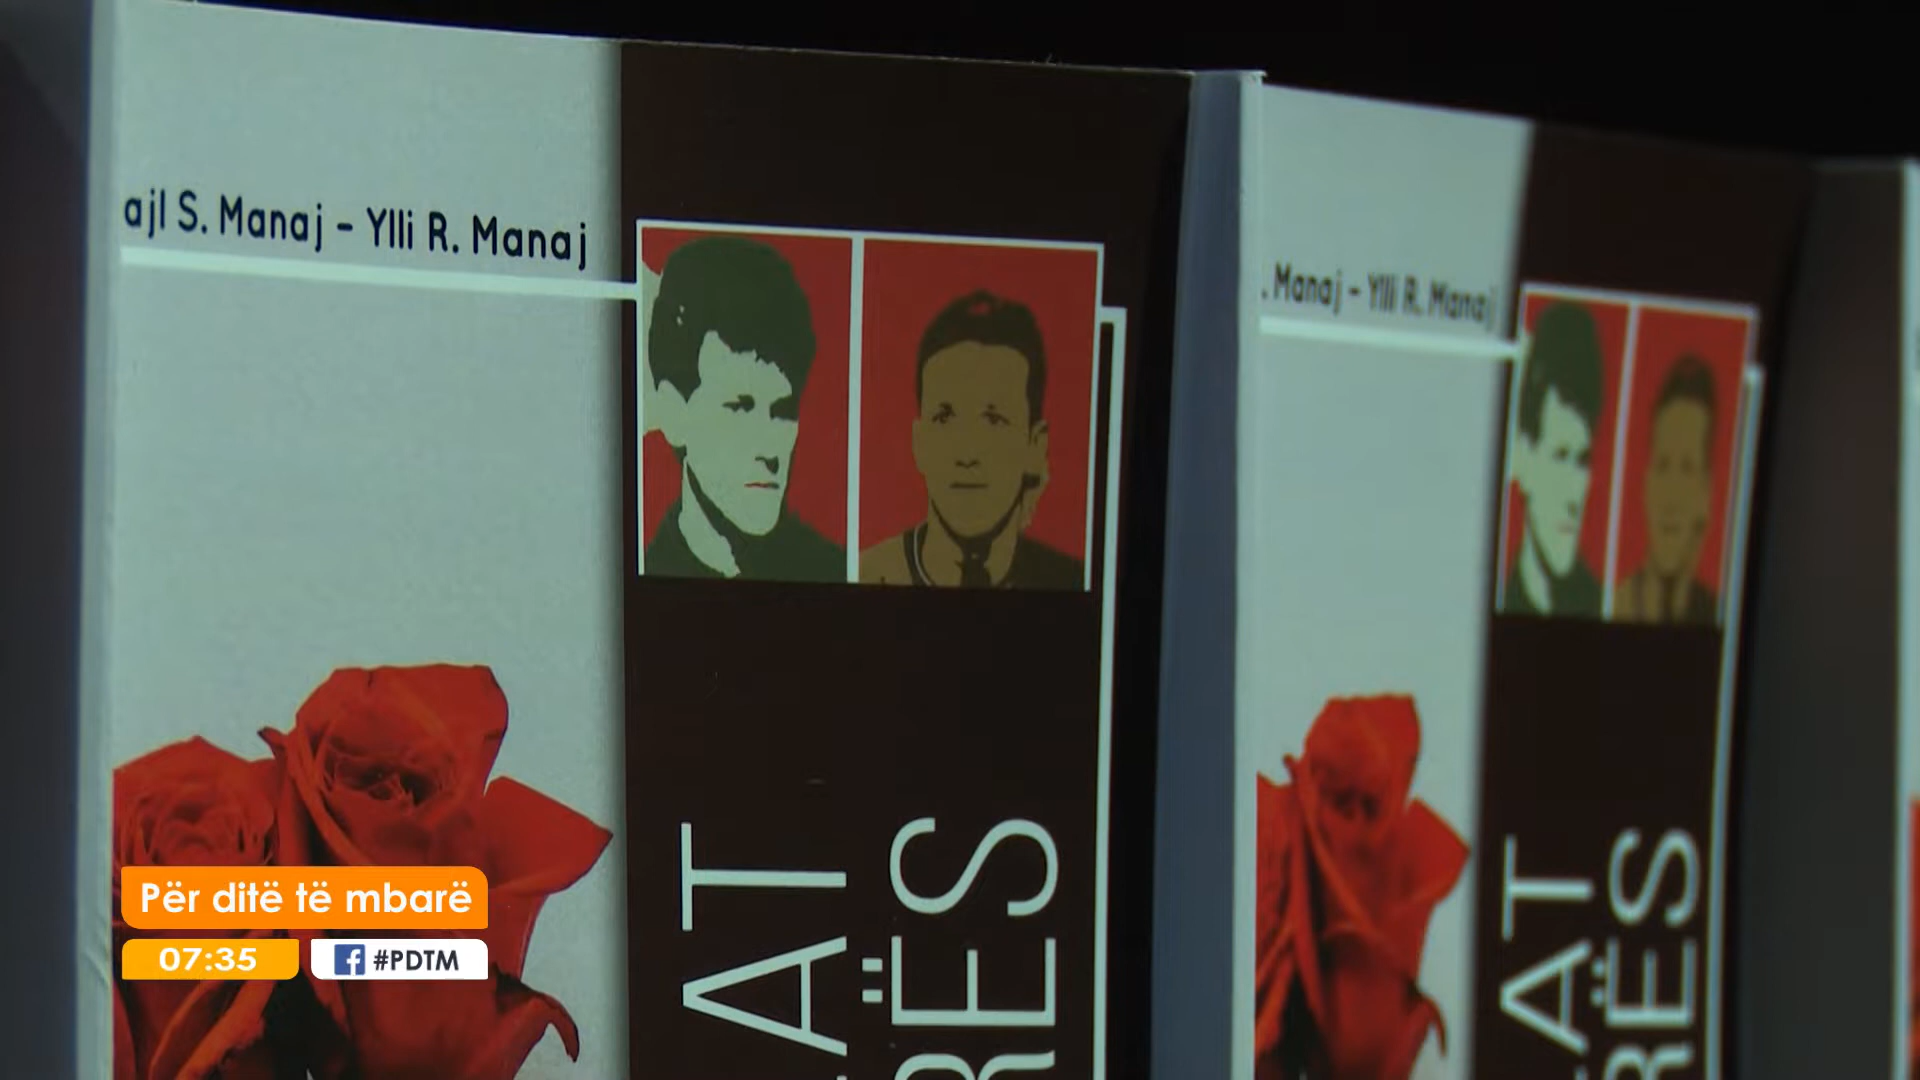 ajl S. Manaj - Ylli R. Manaj
. Manaj - Ylli R. Manaj
AT
RËS
AT
RËS
Për ditë të mbarë
07:35
#PDTM